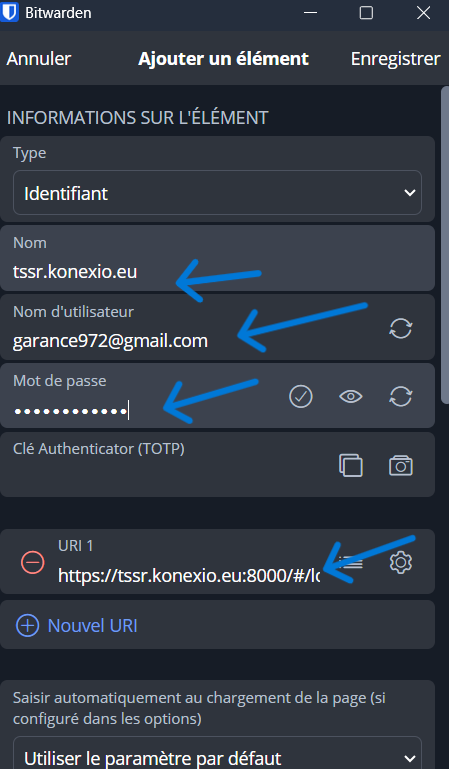 Bitwarden
Annuler
Ajouter un élément
Enregistrer
INFORMATIONS SUR L'ÉLÉMENT
Type
Identifiant
Nom
tssr.konexio.eu
Nom d'utilisateur
garance972@gmail.com
Mot de passe
••••••••••••
Clé Authenticator (TOTP)
URI 1
https://tssr.konexio.eu:8000/#/lo
Nouvel URI
Saisir automatiquement au chargement de la page (si
configuré dans les options)
Utiliser le paramètre par défaut